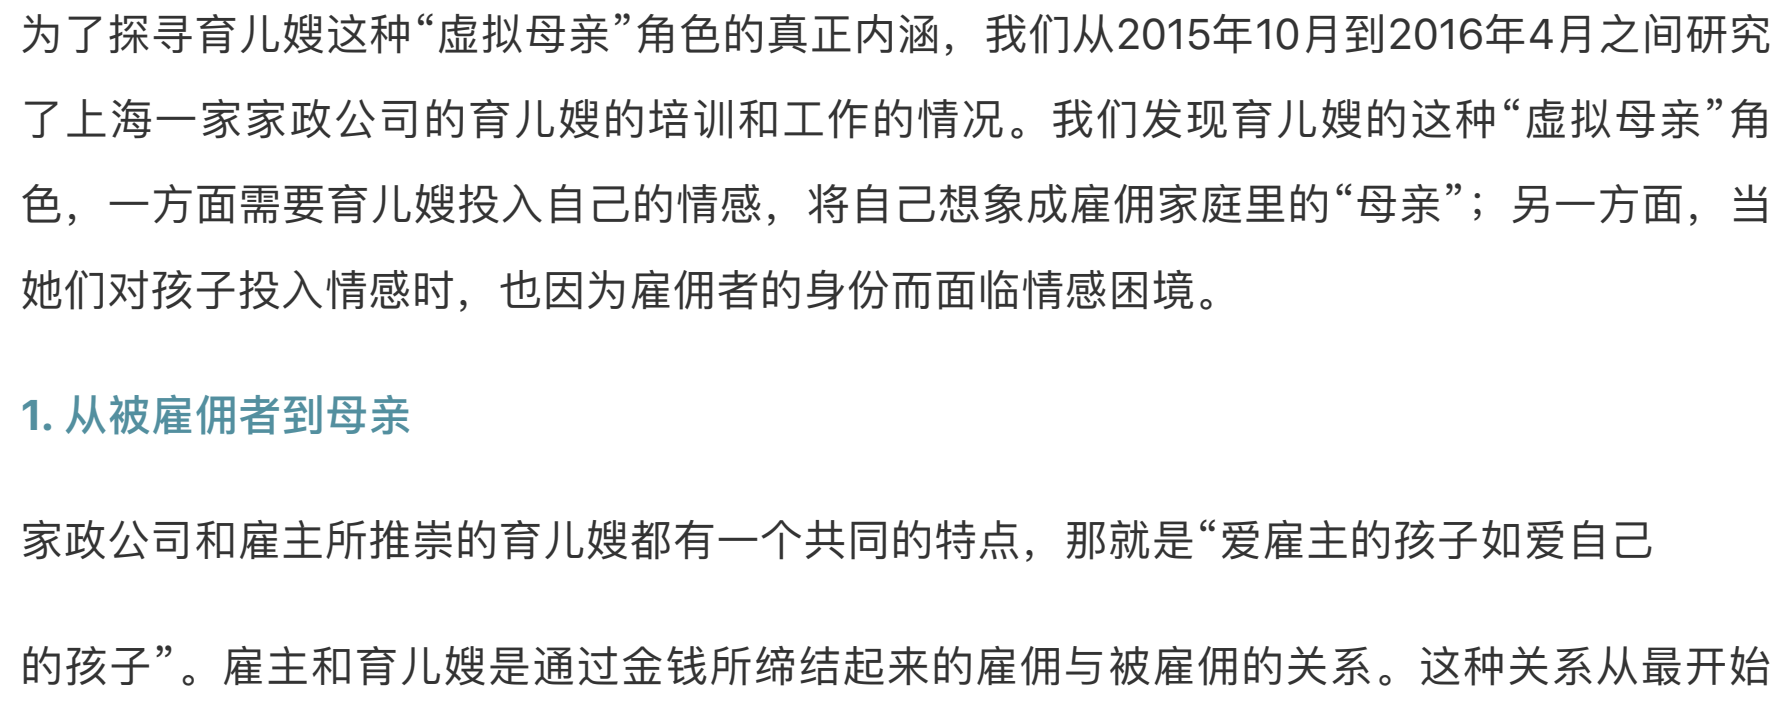 为了探寻育儿嫂这种“虚拟母亲”角色的真正内涵，我们从2015年10月到2016年4月之间研究
了上海一家家政公司的育儿嫂的培训和工作的情况。我们发现育儿嫂的这种“虚拟母亲”角
色，一方面需要育儿嫂投入自己的情感，将自己想象成雇佣家庭里的“母亲”；另一方面，当
她们对孩子投入情感时，也因为雇佣者的身份而面临情感困境。
1. 从被雇佣者到母亲
家政公司和雇主所推崇的育儿嫂都有一个共同的特点，那就是“爱雇主的孩子如爱自己
的孩子”。雇主和育儿嫂是通过金钱所缔结起来的雇佣与被雇佣的关系。这种关系从最开始